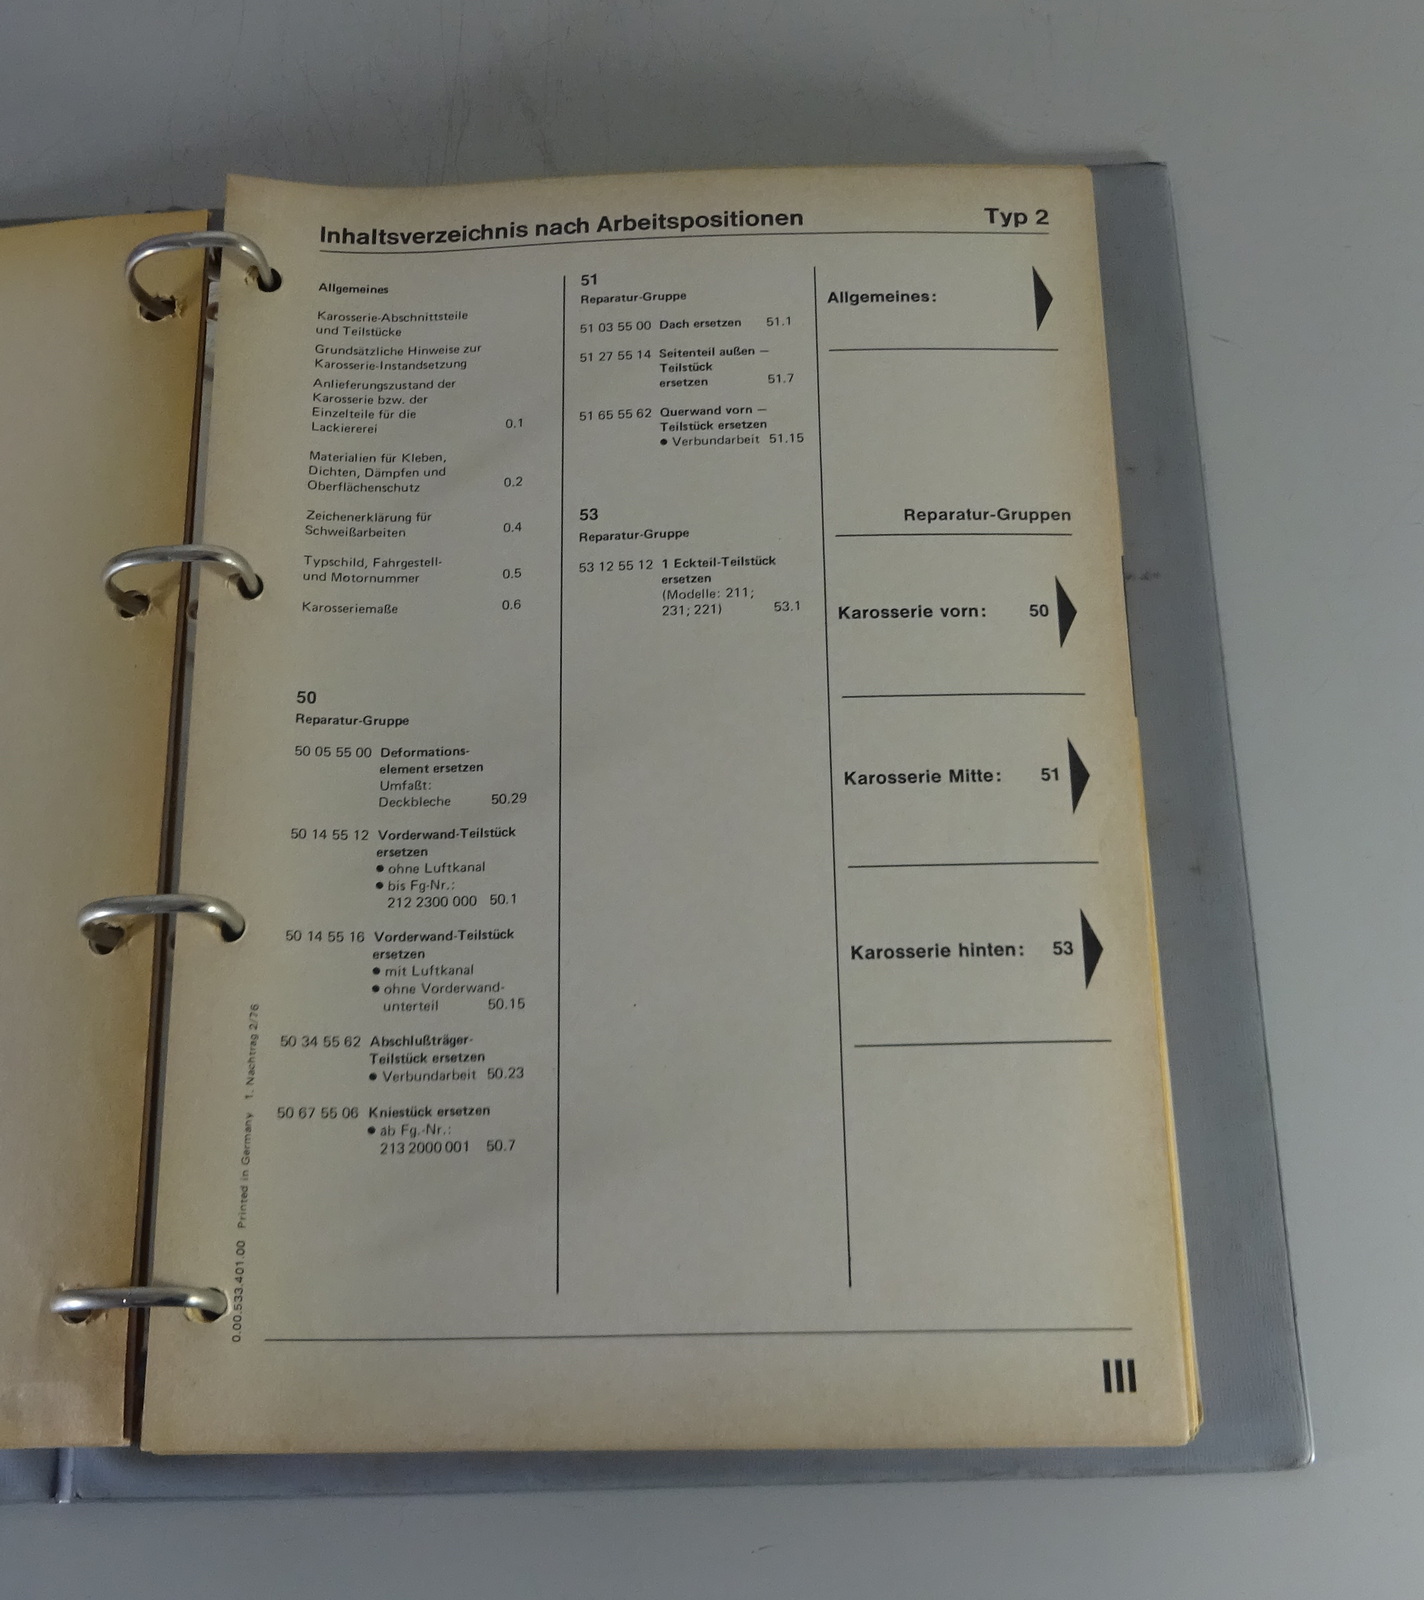 Inhaltsverzeichnis nach Arbeitspositionen
Typ 2
Allgemeines
Karosserie-Abschnittsteile
und Teilstücke
Grundsätzliche Hinweise zur
Karosserie-Instandsetzung
Anlieferungszustand der
Karosserie bzw. der
Einzelteile für die
Lackiererei 0.1
Materialien für Kleben,
Dichten, Dämpfen und
Oberflächenschutz 0.2
Zeichenerklärung für
Schweißarbeiten 0.4
Typschild, Fahrgestell-
und Motornummer 0.5
Karosseriemaße 0.6
50
Reparatur-Gruppe
50 05 55 00 Deformations-
element ersetzen
Umfaßt:
Deckbleche 50.29
50 14 55 12 Vorderwand-Teilstück
ersetzen
● ohne Luftkanal
● bis Fg-Nr.:
212 2300 000 50.1
50 14 55 16 Vorderwand-Teilstück
ersetzen
● mit Luftkanal
● ohne Vorderwand-
unterteil 50.15
50 34 55 62 Abschlußträger-
Teilstück ersetzen
● Verbundarbeit 50.23
50 67 55 06 Kniestück ersetzen
● ab Fg.-Nr.:
213 2000 001 50.7
51
Reparatur-Gruppe
51 03 55 00 Dach ersetzen 51.1
51 27 55 14 Seitenteil außen –
Teilstück
ersetzen 51.7
51 65 55 62 Querwand vorn –
Teilstück ersetzen
● Verbundarbeit 51.15
53
Reparatur-Gruppe
53 12 55 12 1 Eckteil-Teilstück
ersetzen
(Modelle: 211;
231; 221) 53.1
Allgemeines:
Reparatur-Gruppen
Karosserie vorn: 50
Karosserie Mitte: 51
Karosserie hinten: 53
0.00.533.401.00 Printed in Germany 1. Nachtrag 2/76
III